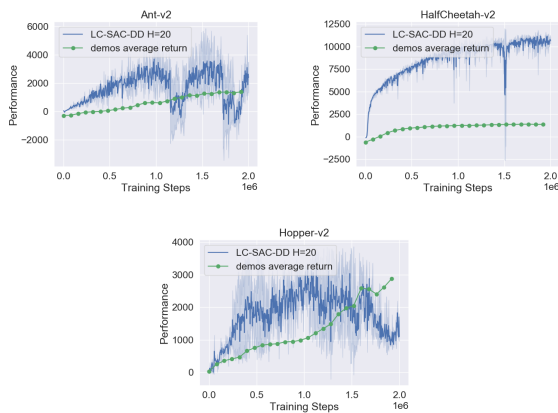 Ant-v2
6000
4000
2000
0
−2000
LC-SAC-DD H=20
demos average return
Performance
0.0 0.5 1.0 1.5 2.0
1e6
Training Steps
HalfCheetah-v2
12500
10000
7500
5000
2500
0
−2500
LC-SAC-DD H=20
demos average return
Performance
0.0 0.5 1.0 1.5 2.0
1e6
Training Steps
Hopper-v2
4000
3000
2000
1000
0
LC-SAC-DD H=20
demos average return
Performance
0.0 0.5 1.0 1.5 2.0
1e6
Training Steps